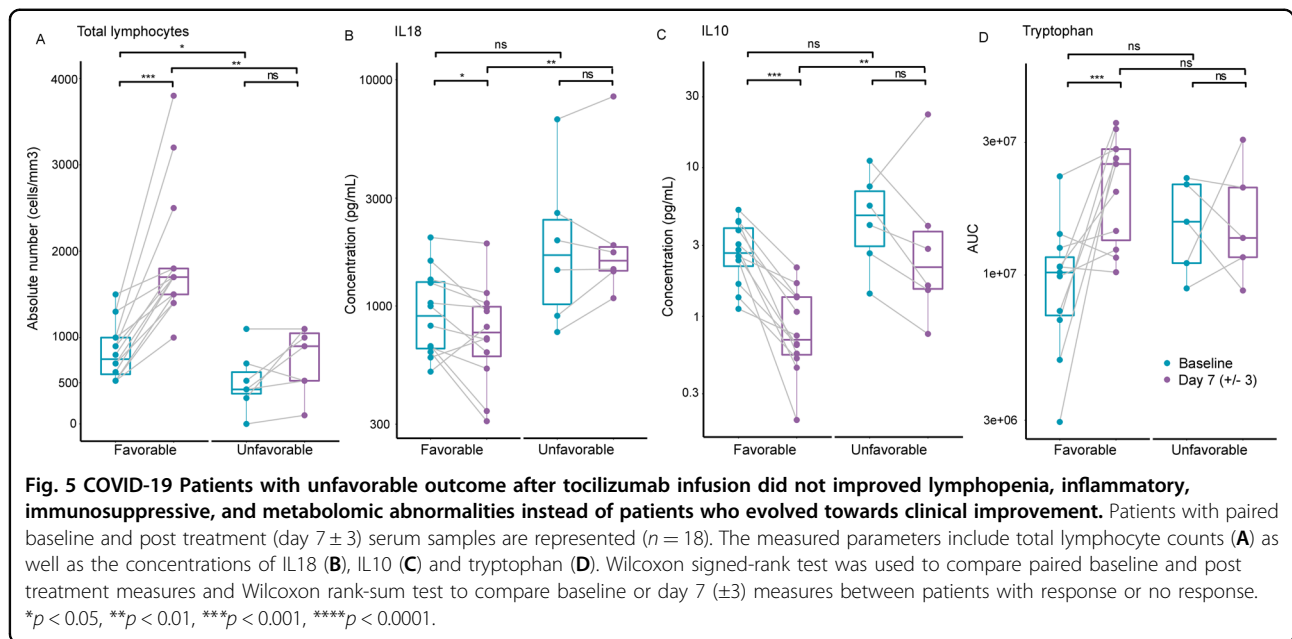 A
Total lymphocytes
*
**
***
ns
Absolute number (cells/mm3)
4000
3000
2000
1000
500
0
Favorable
Unfavorable
B
IL18
ns
**
*
ns
Concentration (pg/mL)
10000
3000
1000
300
Favorable
Unfavorable
C
IL10
ns
**
***
ns
Concentration (pg/mL)
30
10
3
1
0.3
Favorable
Unfavorable
D
Tryptophan
ns
ns
***
ns
AUC
3e+07
1e+07
3e+06
Baseline
Day 7 (+/- 3)
Favorable
Unfavorable
Fig. 5 COVID-19 Patients with unfavorable outcome after tocilizumab infusion did not improved lymphopenia, inflammatory,
immunosuppressive, and metabolomic abnormalities instead of patients who evolved towards clinical improvement. Patients with paired
baseline and post treatment (day 7 ± 3) serum samples are represented (n = 18). The measured parameters include total lymphocyte counts (A) as
well as the concentrations of IL18 (B), IL10 (C) and tryptophan (D). Wilcoxon signed-rank test was used to compare paired baseline and post
treatment measures and Wilcoxon rank-sum test to compare baseline or day 7 (±3) measures between patients with response or no response.
*p < 0.05, **p < 0.01, ***p < 0.001, ****p < 0.0001.